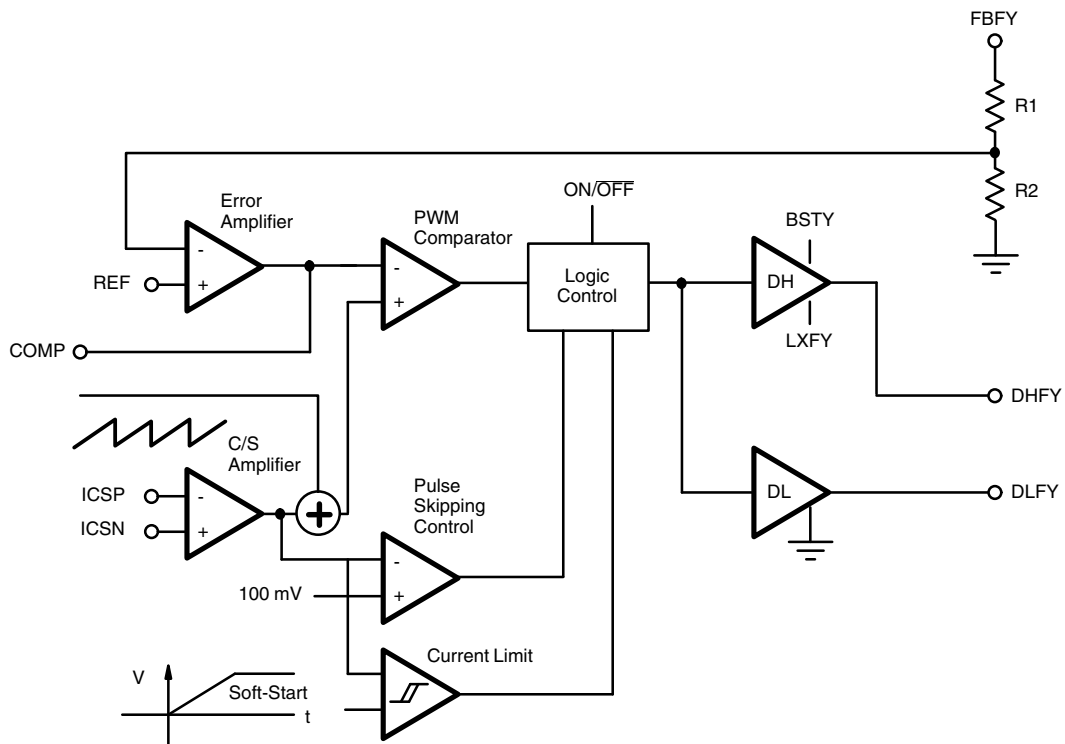 FBFY
R1
R2
Error
Amplifier
-
+
REF
COMP
PWM
Comparator
-
+
ON/OFF
Logic
Control
BSTY
DH
LXFY
DHFY
C/S
Amplifier
ICSP
ICSN
-
+
+
Pulse
Skipping
Control
-
+
100 mV
DL
DLFY
Current Limit
V
Soft-Start
t